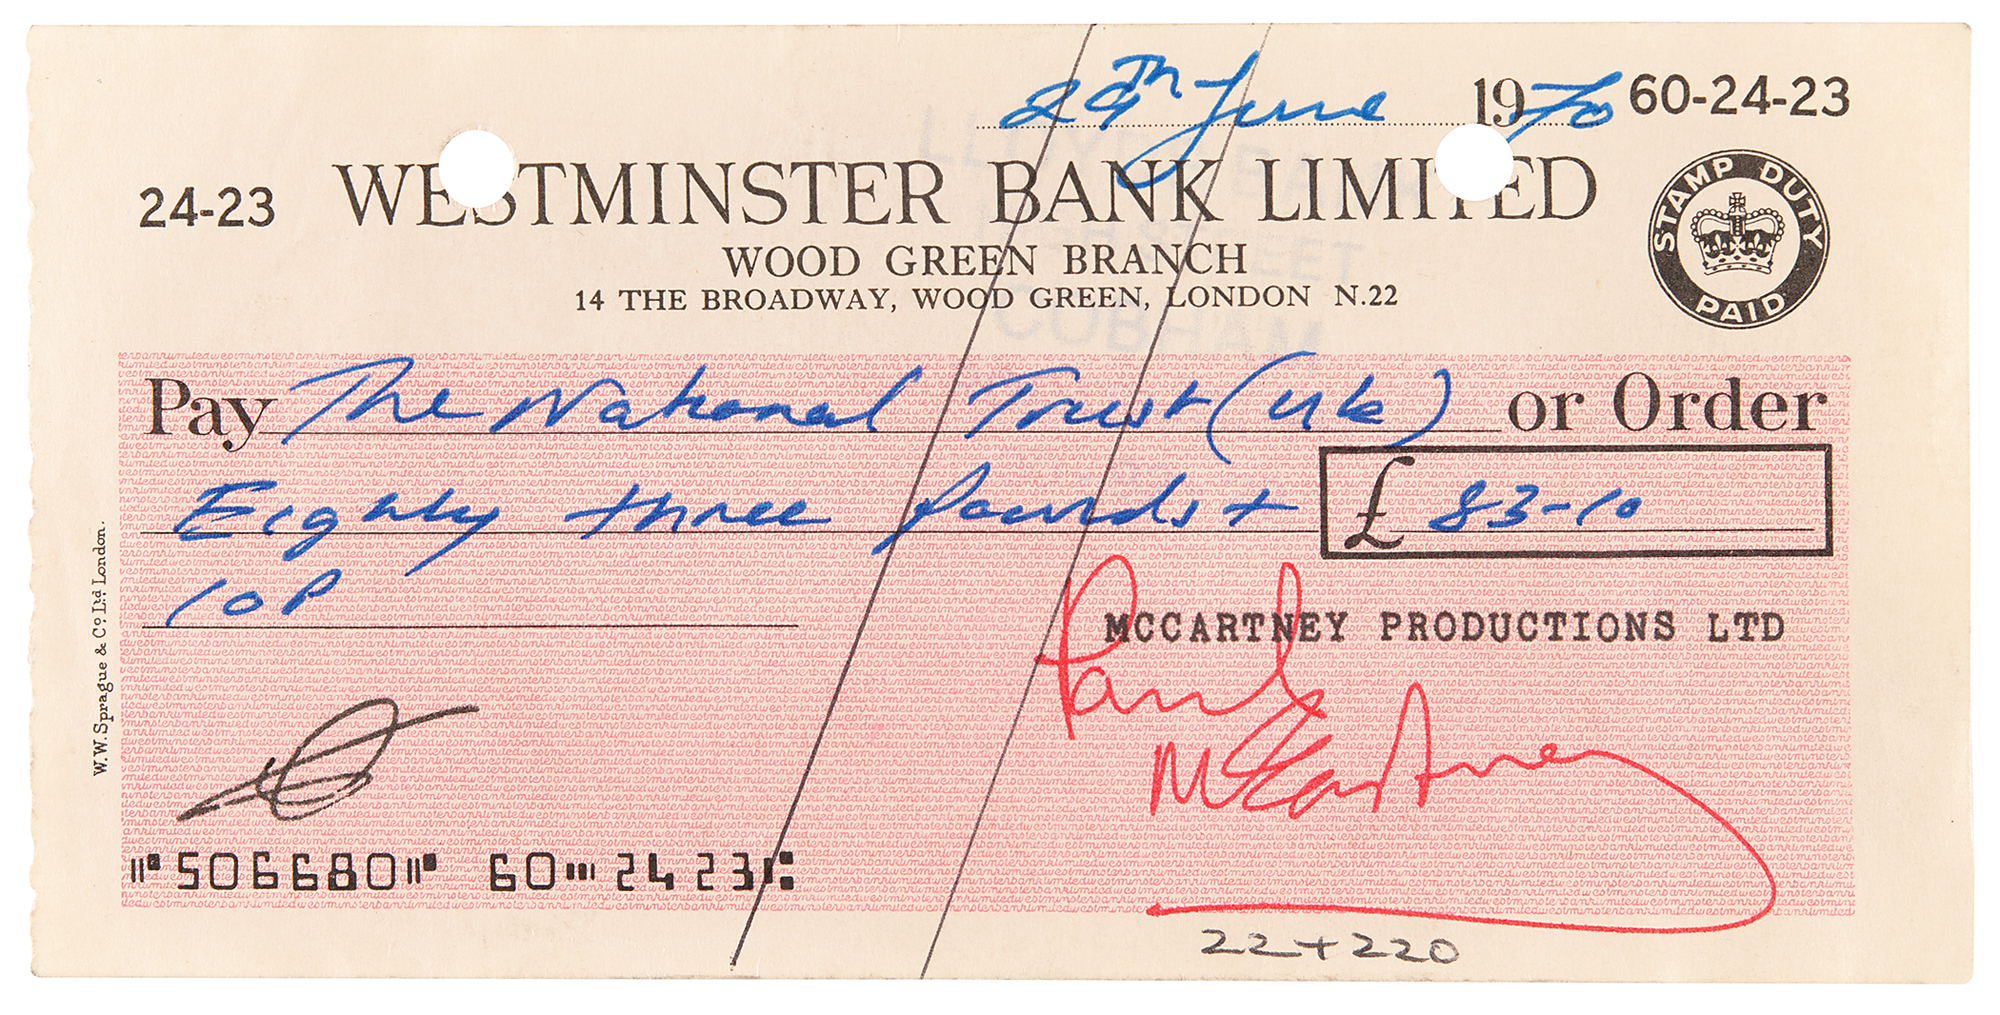 29th June 1970 60-24-23
24-23 WESTMINSTER BANK LIMITED
STAMP DUTY PAID
WOOD GREEN BRANCH
14 THE BROADWAY, WOOD GREEN, LONDON N.22
Pay The National Trust (Uk) or Order
Eighty three pounds + £ 83-10
10P
MCCARTNEY PRODUCTIONS LTD
Paul
McCartney
W.W. Sprague & Co. Ltd London.
506680 60 2423
22+220